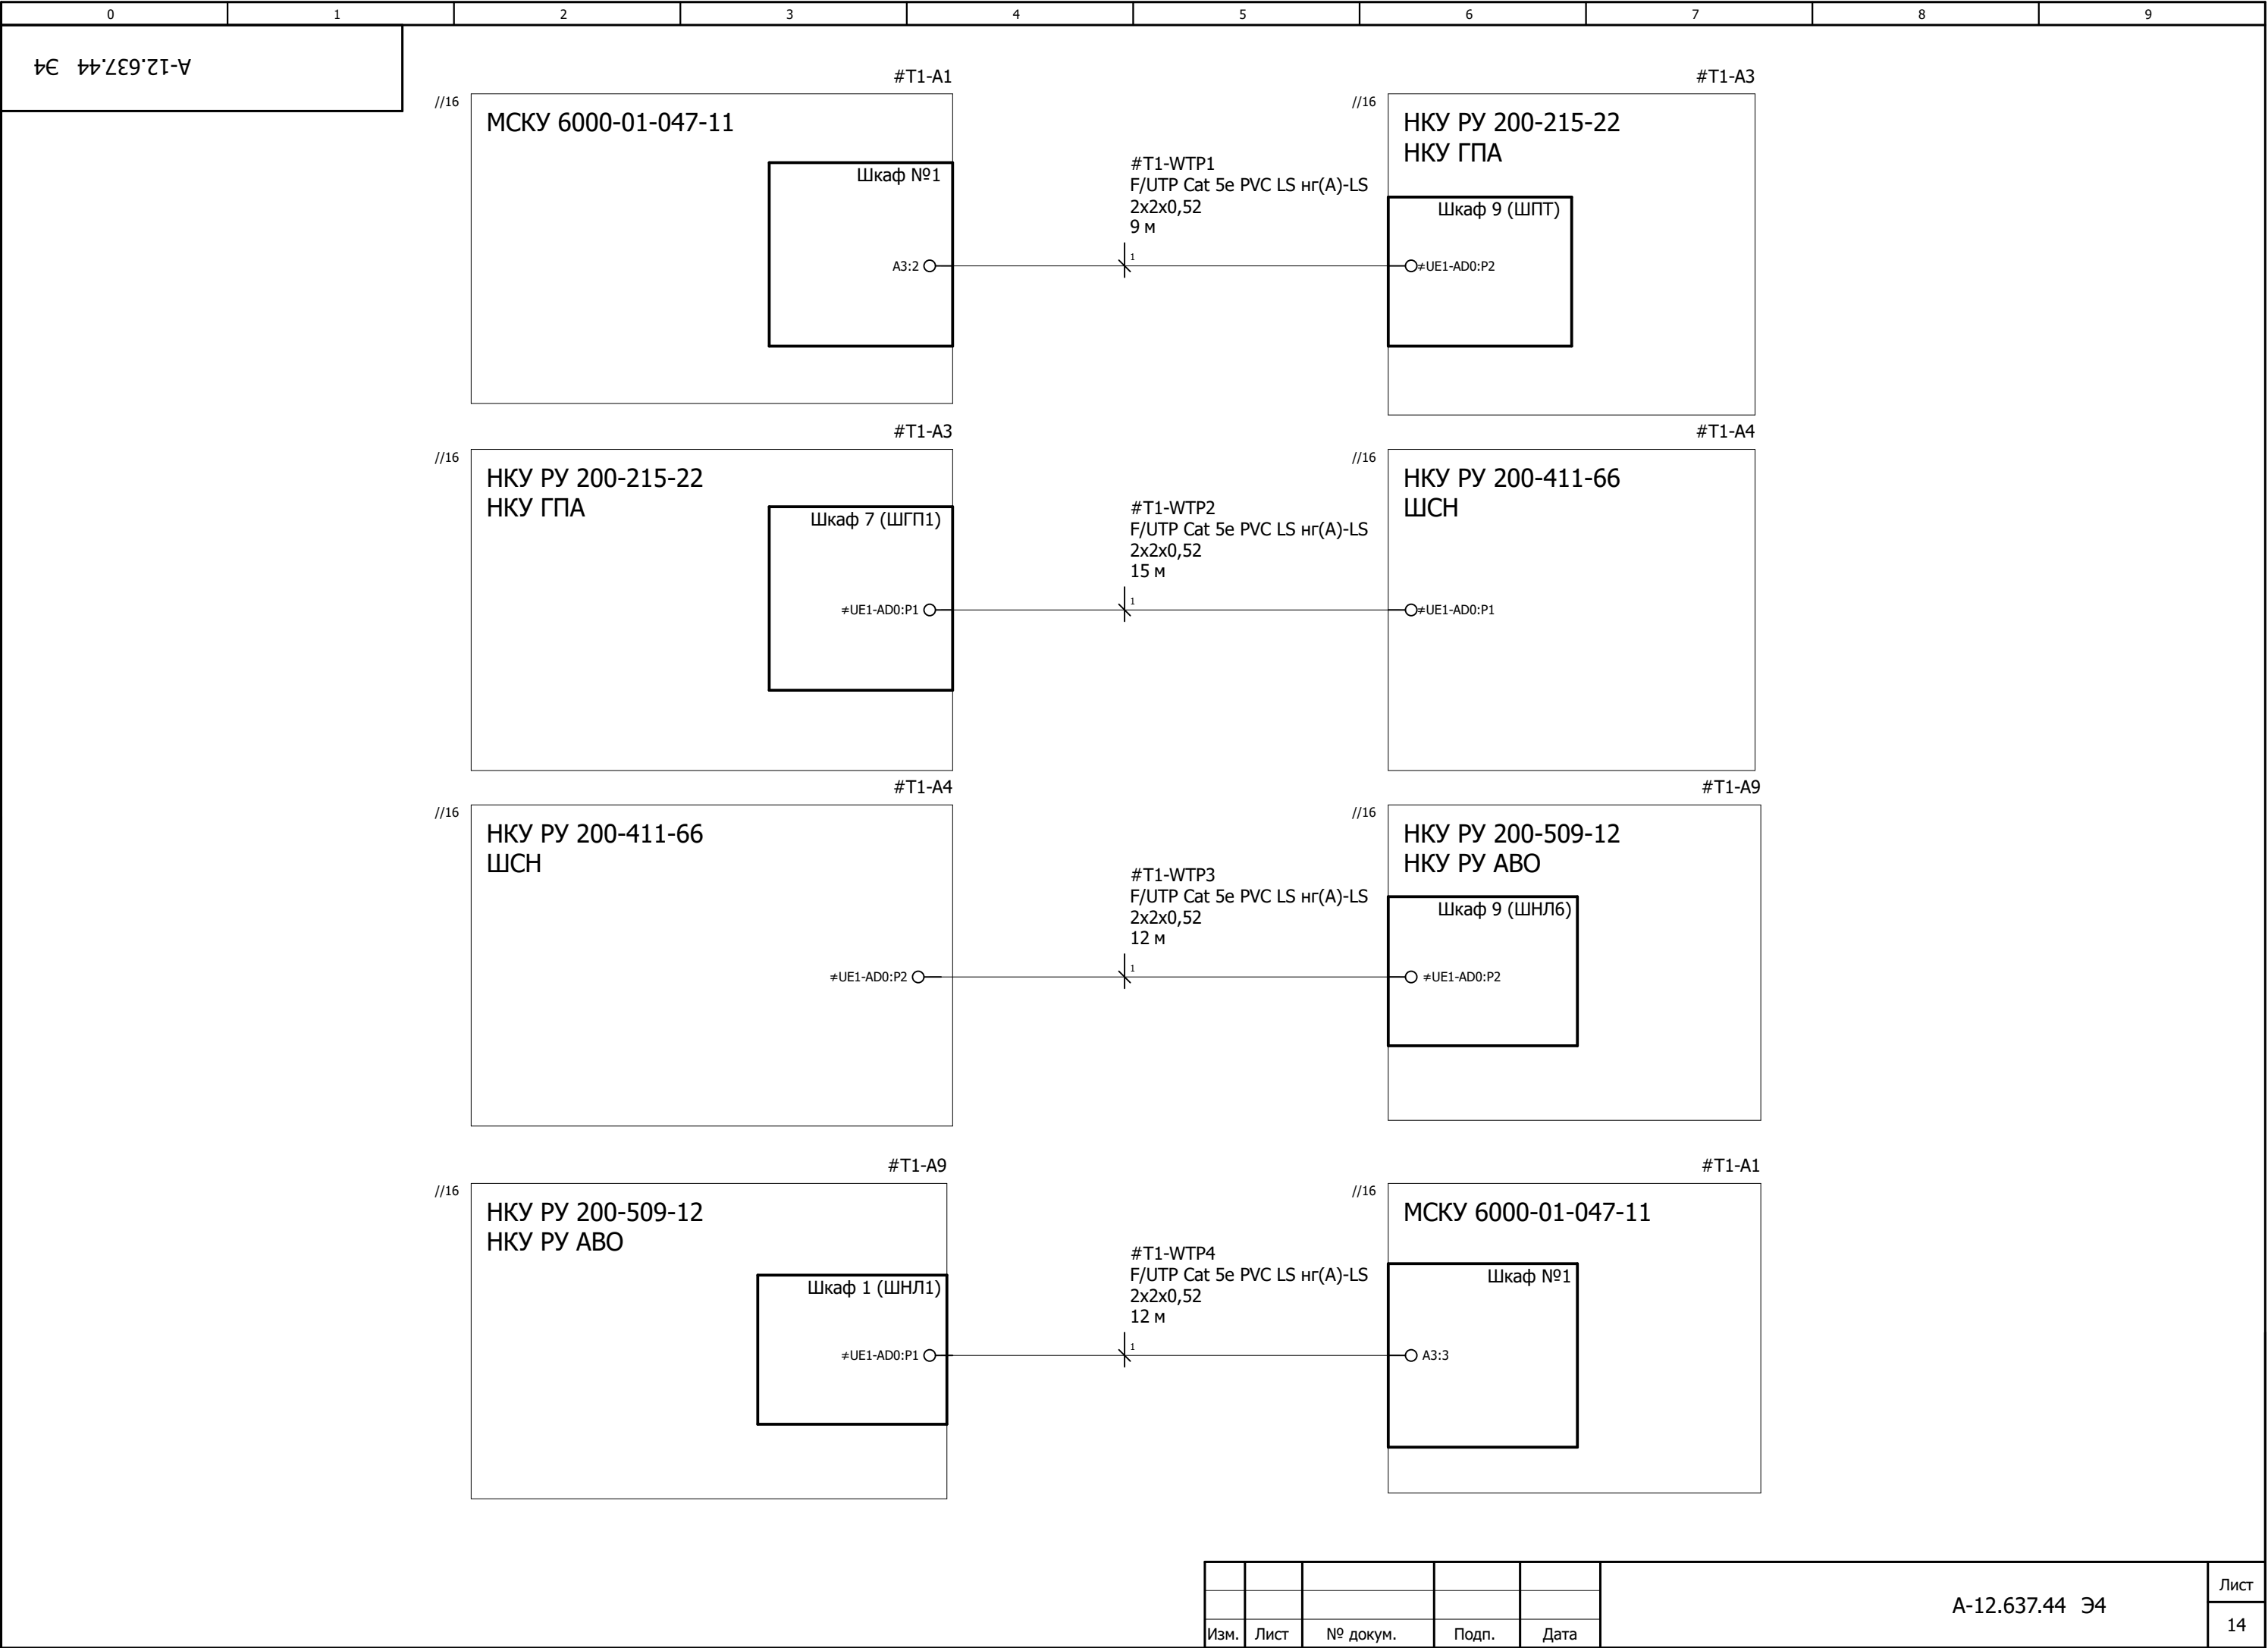 0 1 2 3 4 5 6 7 8 9
А-12.637.44 Э4
#T1-A1
//16
МСКУ 6000-01-047-11
Шкаф №1
A3:2
#T1-WTP1
F/UTP Cat 5e PVC LS нг(А)-LS
2x2x0,52
9 м
1
#T1-A3
//16
НКУ РУ 200-215-22
НКУ ГПА
Шкаф 9 (ШПТ)
≠UE1-AD0:P2
#T1-A3
//16
НКУ РУ 200-215-22
НКУ ГПА
Шкаф 7 (ШГП1)
≠UE1-AD0:P1
#T1-WTP2
F/UTP Cat 5e PVC LS нг(А)-LS
2x2x0,52
15 м
1
#T1-A4
//16
НКУ РУ 200-411-66
ШСН
≠UE1-AD0:P1
#T1-A4
//16
НКУ РУ 200-411-66
ШСН
≠UE1-AD0:P2
#T1-WTP3
F/UTP Cat 5e PVC LS нг(А)-LS
2x2x0,52
12 м
1
#T1-A9
//16
НКУ РУ 200-509-12
НКУ РУ АВО
Шкаф 9 (ШНЛ6)
≠UE1-AD0:P2
#T1-A9
//16
НКУ РУ 200-509-12
НКУ РУ АВО
Шкаф 1 (ШНЛ1)
≠UE1-AD0:P1
#T1-WTP4
F/UTP Cat 5e PVC LS нг(А)-LS
2x2x0,52
12 м
1
#T1-A1
//16
МСКУ 6000-01-047-11
Шкаф №1
A3:3
Изм. Лист № докум. Подп. Дата
А-12.637.44 Э4
Лист
14